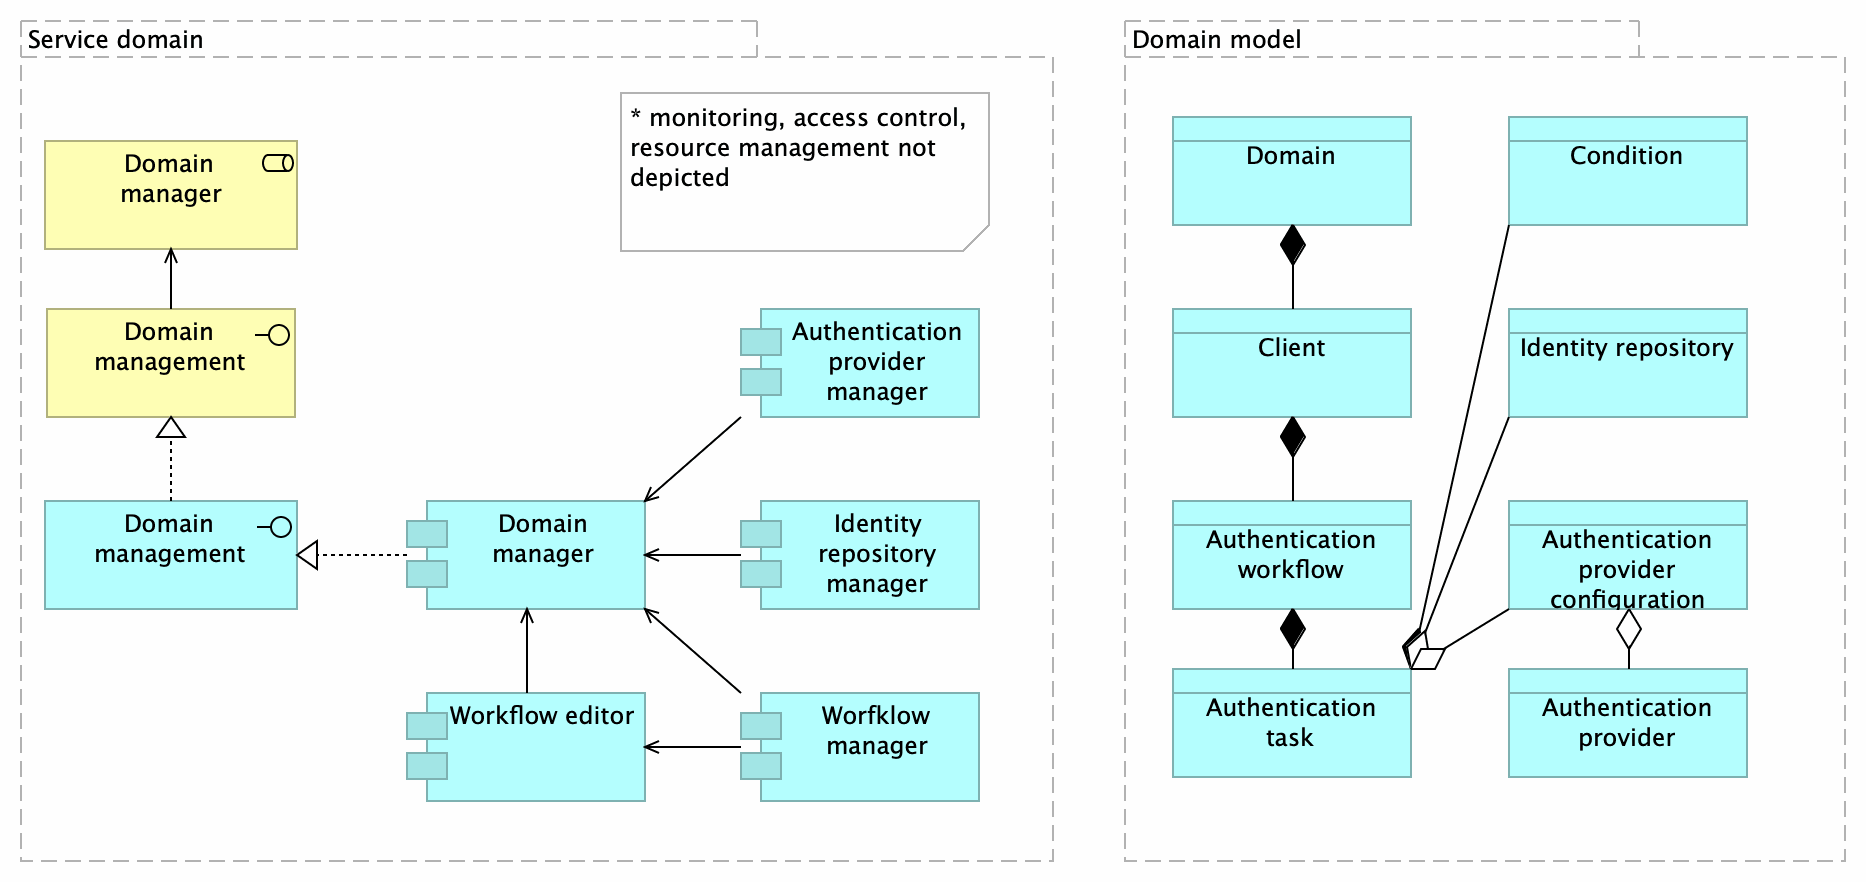 Service domain
* monitoring, access control,
resource management not
depicted
Domain
manager
Domain
management
Authentication
provider
manager
Domain
management
Domain
manager
Identity
repository
manager
Workflow editor
Worfklow
manager
Domain model
Domain
Condition
Client
Identity repository
Authentication
workflow
Authentication
provider
configuration
Authentication
task
Authentication
provider